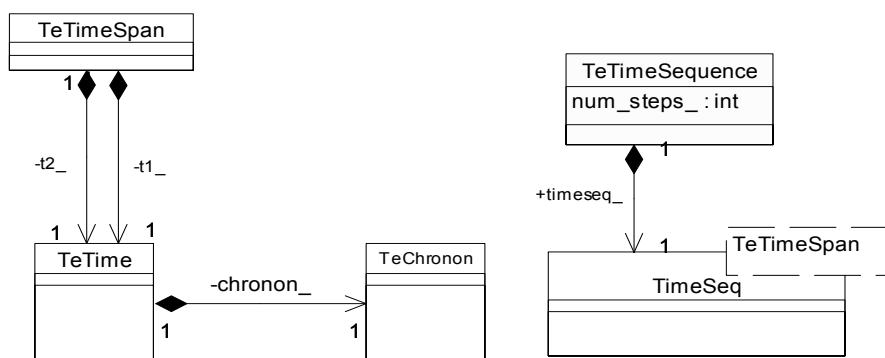 TeTimeSpan
1
-t2_
-t1_
1
1
TeTime
-chronon_
1
1
TeChronon
TeTimeSequence
num_steps_ : int
1
+timeseq_
1
TeTimeSpan
TimeSeq